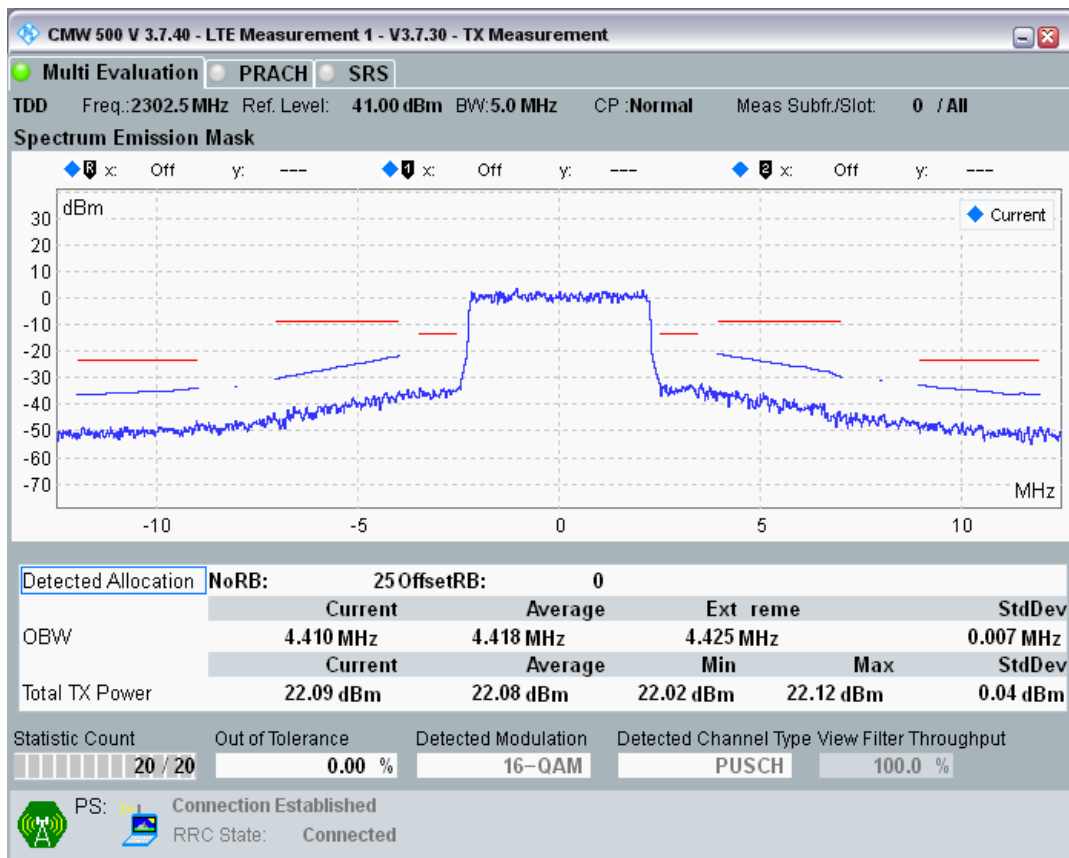 CMW 500 V 3.7.40 - LTE Measurement 1 - V3.7.30 - TX Measurement
Multi Evaluation PRACH SRS
TDD Freq.:2302.5 MHz Ref. Level: 41.00 dBm BW:5.0 MHz CP :Normal Meas Subfr./Slot: 0 / All
Spectrum Emission Mask
R x: Off y: --- 1 x: Off y: --- 2 x: Off y: ---
dBm
Current
30
20
10
0
-10
-20
-30
-40
-50
-60
-70
MHz
-10 -5 0 5 10
Detected Allocation NoRB: 25 OffsetRB: 0
Current Average Ext reme StdDev
OBW 4.410 MHz 4.418 MHz 4.425 MHz 0.007 MHz
Current Average Min Max StdDev
Total TX Power 22.09 dBm 22.08 dBm 22.02 dBm 22.12 dBm 0.04 dBm
Statistic Count Out of Tolerance Detected Modulation Detected Channel Type View Filter Throughput
20 / 20 0.00 % 16-QAM PUSCH 100.0 %
PS: Connection Established
RRC State: Connected